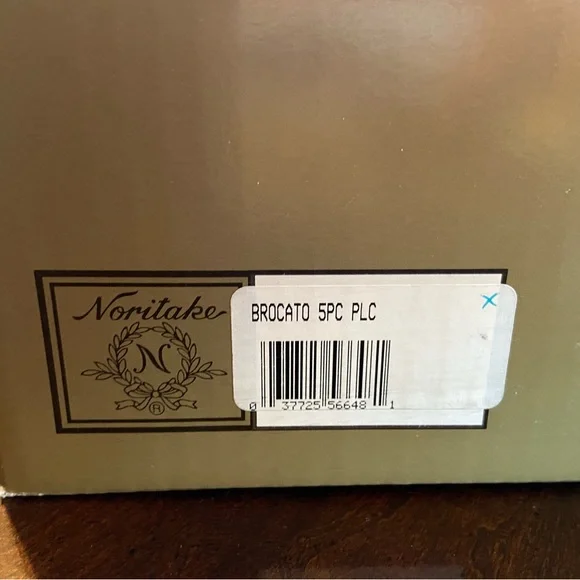 Noritake
N
®
BROCATO 5PC PLC
X
0 37725 56648 1